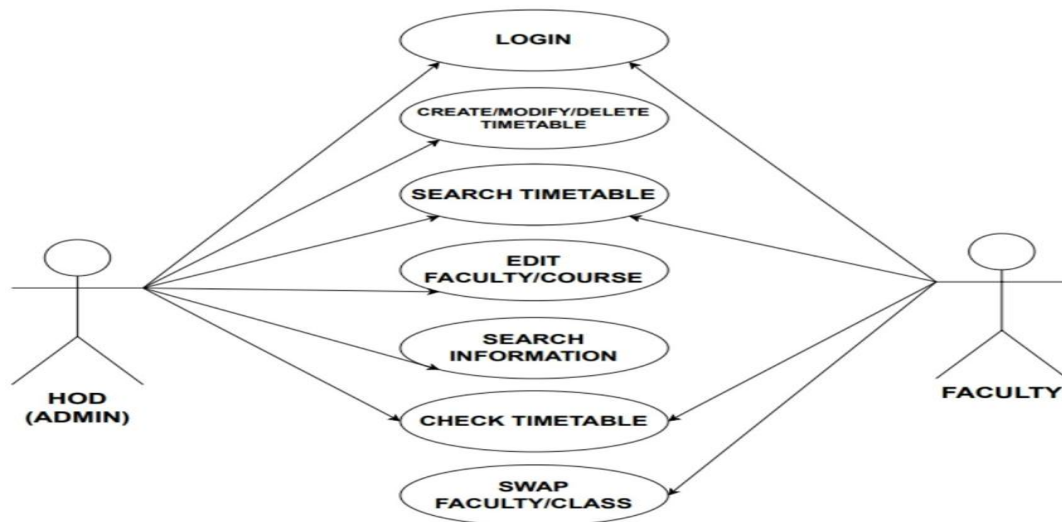 LOGIN
CREATE/MODIFY/DELETE
TIMETABLE
SEARCH TIMETABLE
EDIT
FACULTY/COURSE
SEARCH
INFORMATION
HOD
(ADMIN)
FACULTY
CHECK TIMETABLE
SWAP
FACULTY/CLASS